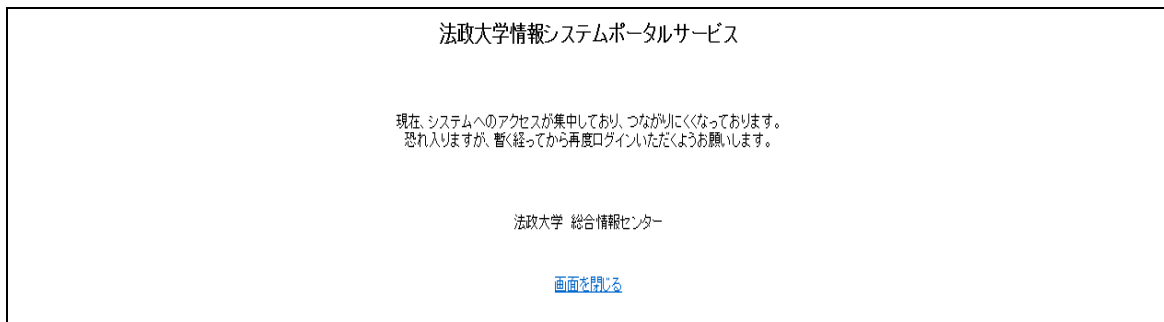 法政大学情報システムポータルサービス
現在、システムへのアクセスが集中しており、つながりにくくなっております。
恐れ入りますが、暫く経ってから再度ログインいただくようお願いします。
法政大学 総合情報センター
画面を閉じる